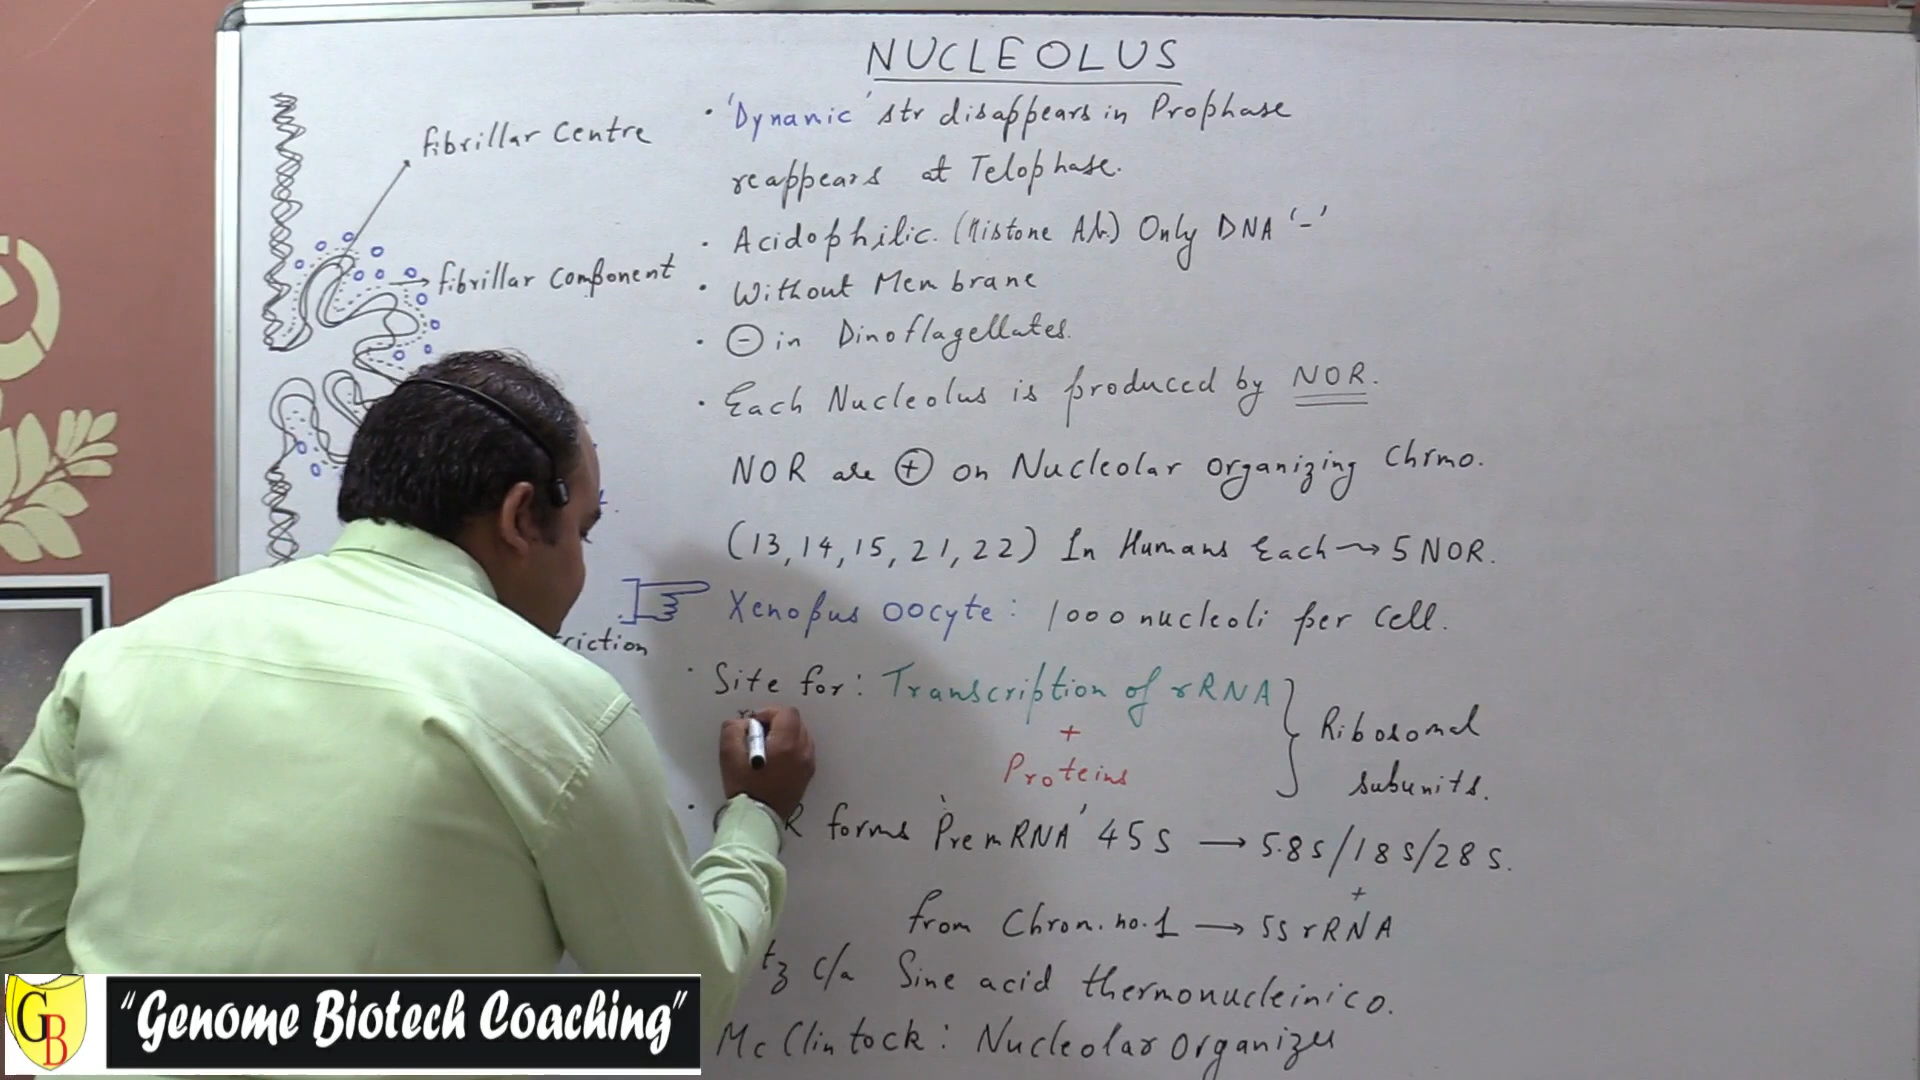 NUCLEOLUS
fibrillar Centre
fibrillar component
riction
• 'Dynamic' str disappears in Prophase
reappears at Telophase.
• Acidophilic. (Histone Ab.) Only DNA '-'
• Without Membrane
• ⊖ in Dinoflagellates.
• Each Nucleolus is produced by NOR.
NOR are ⊕ on Nucleolar organizing Chrmo.
(13, 14, 15, 21, 22) In Humans Each → 5 NOR.
Xenopus oocyte: 1000 nucleoli per cell.
• Site for: Transcription of rRNA
+
Proteins
} Ribosomal
subunits.
• R forms 'Pre mRNA' 45S → 5.8S/18S/28S.
+
from Chrom. no. 1 → 5S rRNA
tz c/a Sine acid thermonucleinico.
McClintock: Nucleolar organizer
GB
"Genome Biotech Coaching"